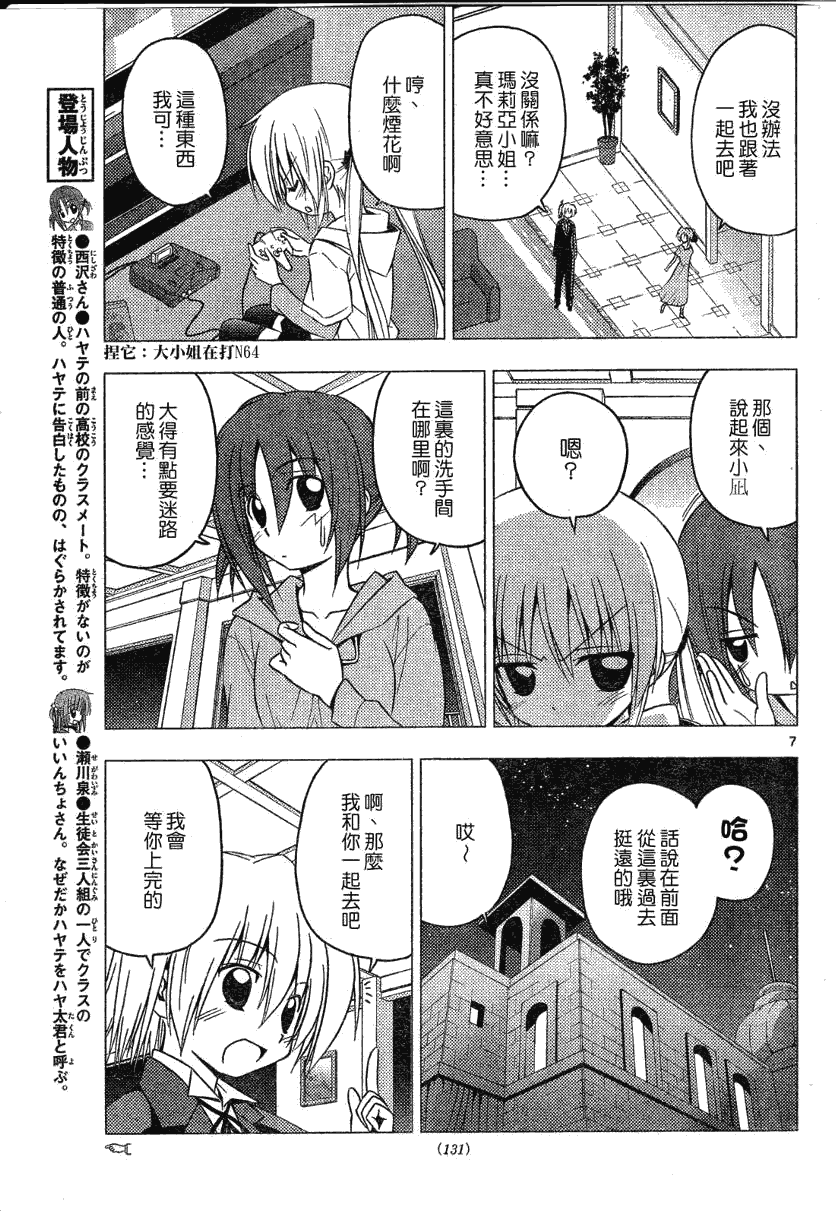 沒辦法
我也跟著
一起去吧
沒關係嘛?
瑪莉亞小姐…
真不好意思…
哼、
什麼煙花啊
這種東西
我可…
捏它：大小姐在打N64
那個、
說起來小凪
嗯?
這裏的洗手間
在哪里啊?
大得有點要迷路
的感覺…
7
哈?
話說在前面
從這裏過去
挺遠的哦
哎~
啊、那麼
我和你一起去吧
我會
等你上完的
(131)
登場人物
とうじょうじんぶつ
●西沢さん●ハヤテの前の高校のクラスメート。特徴がないのが
特徴の普通の人。ハヤテに告白したものの、はぐらかされてます。
●瀬川泉●生徒会三人組の一人でクラスの
いいんちょさん。なぜだかハヤテをハヤ太君と呼ぶ。